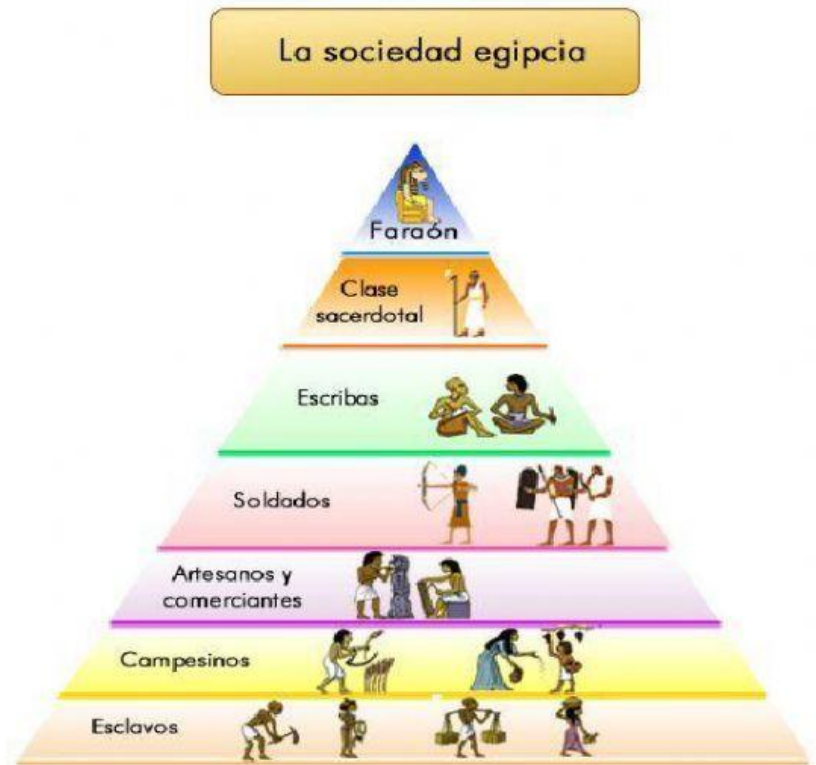 La sociedad egipcia
Faraón
Clase
sacerdotal
Escribas
Soldados
Artesanos y
comerciantes
Campesinos
Esclavos